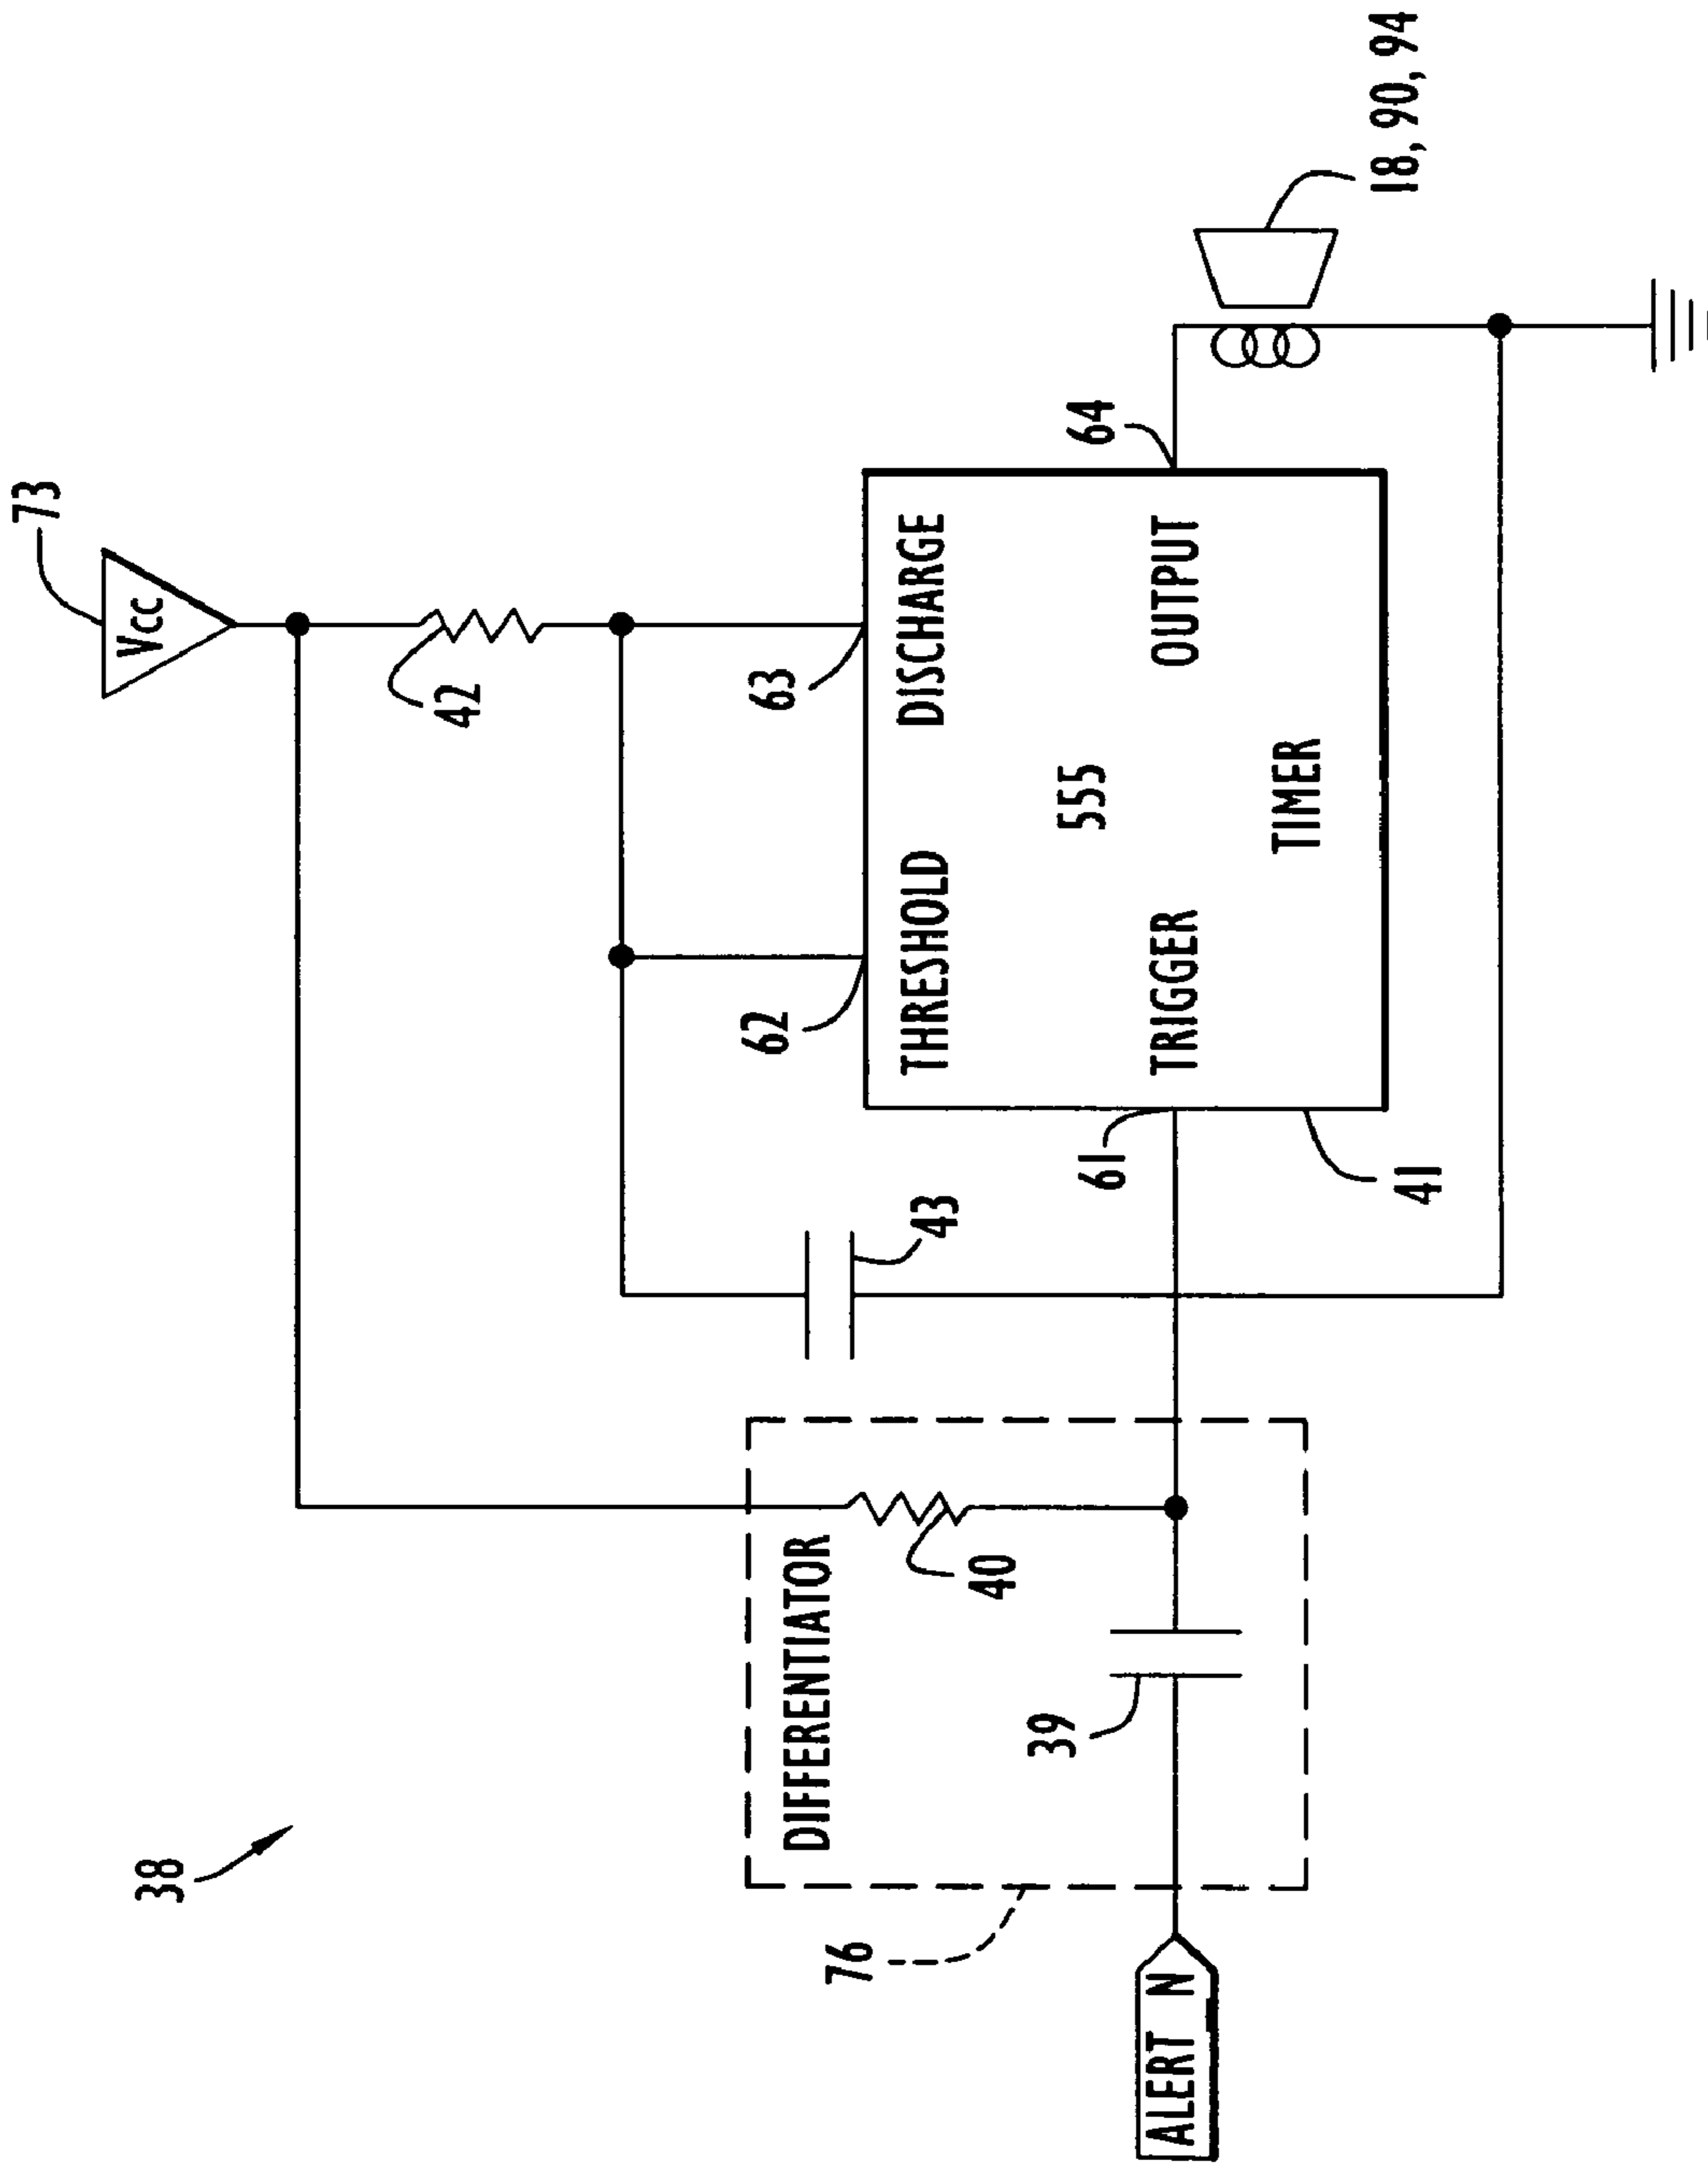 38
73
Vcc
42
63
62
THRESHOLD
DISCHARGE
555
TRIGGER
OUTPUT
TIMER
64
61
41
43
18, 90, 94
DIFFERENTIATOR
40
39
76
ALERT N